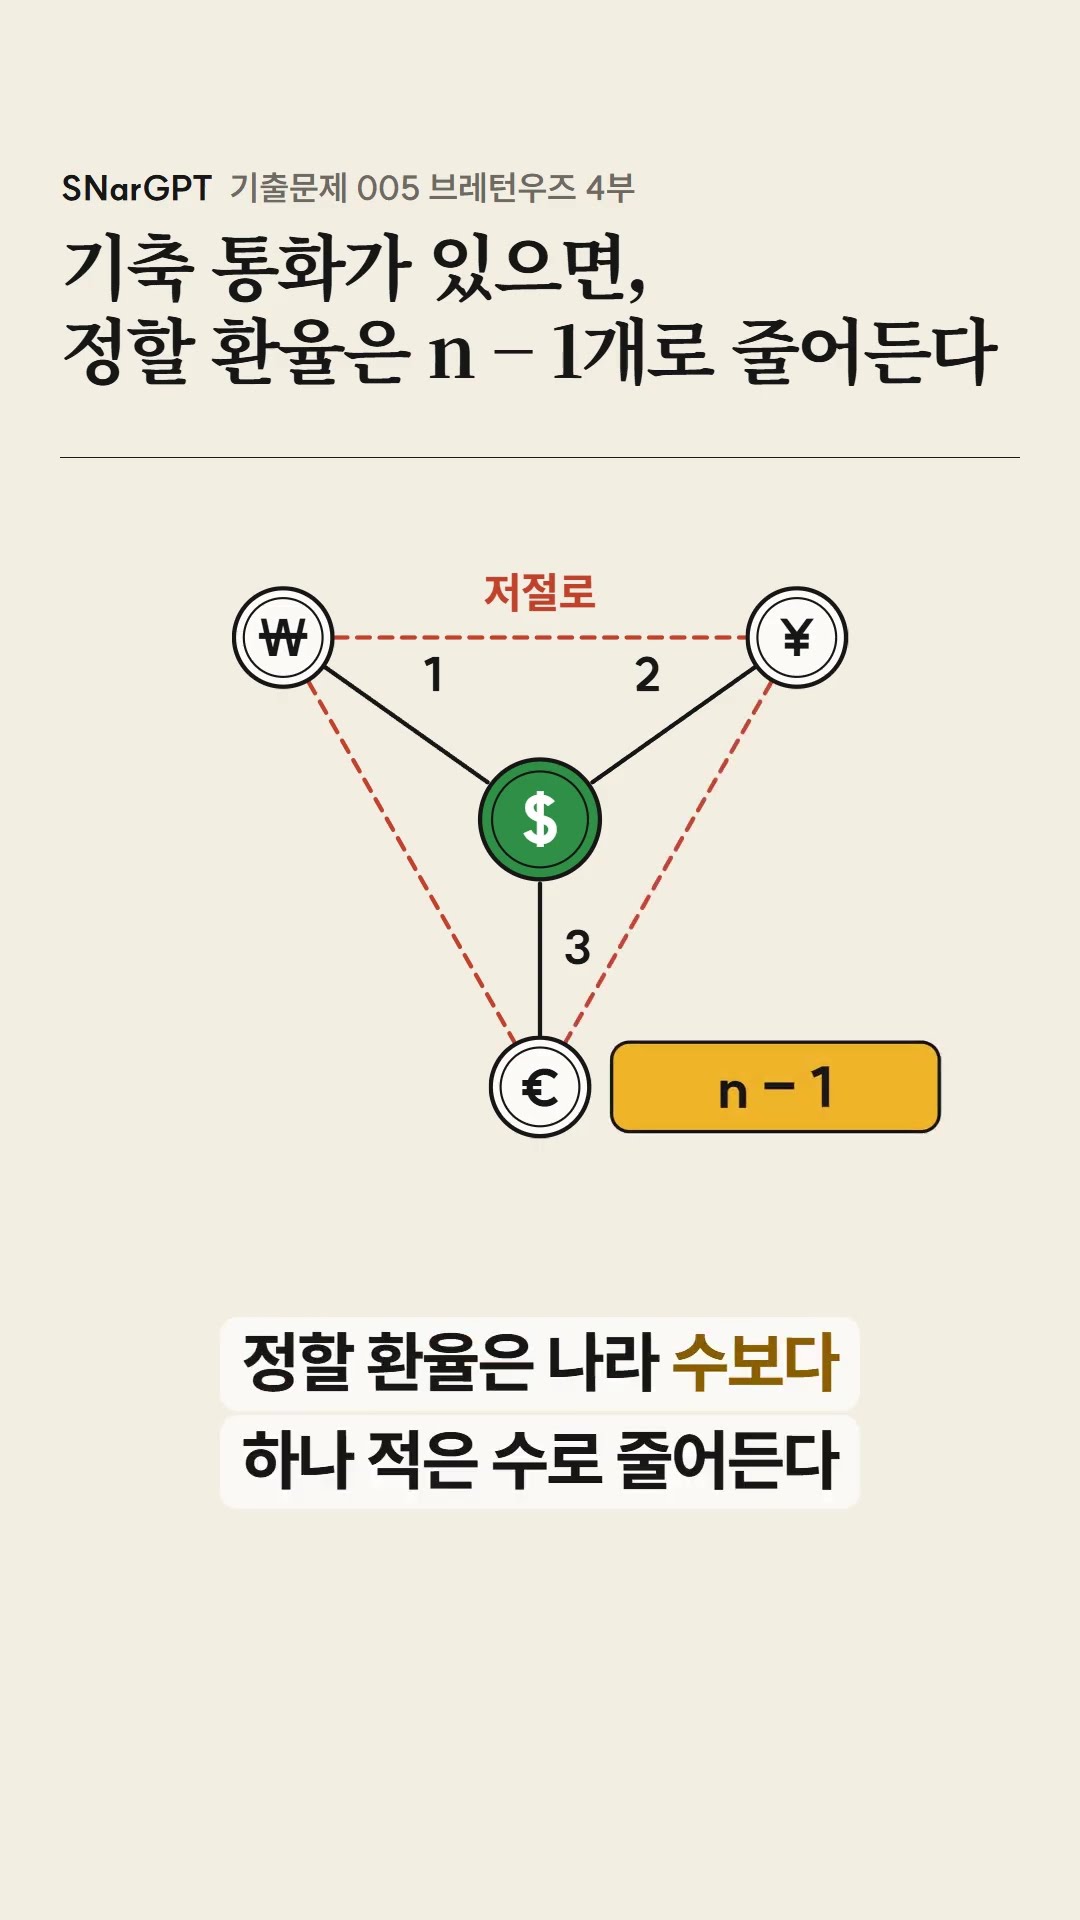 SNarGPT 기출문제 005 브레턴우즈 4부
기축 통화가 있으면,
정할 환율은 n – 1개로 줄어든다
저절로
₩
¥
1
2
$
3
€
n – 1
정할 환율은 나라 수보다
하나 적은 수로 줄어든다